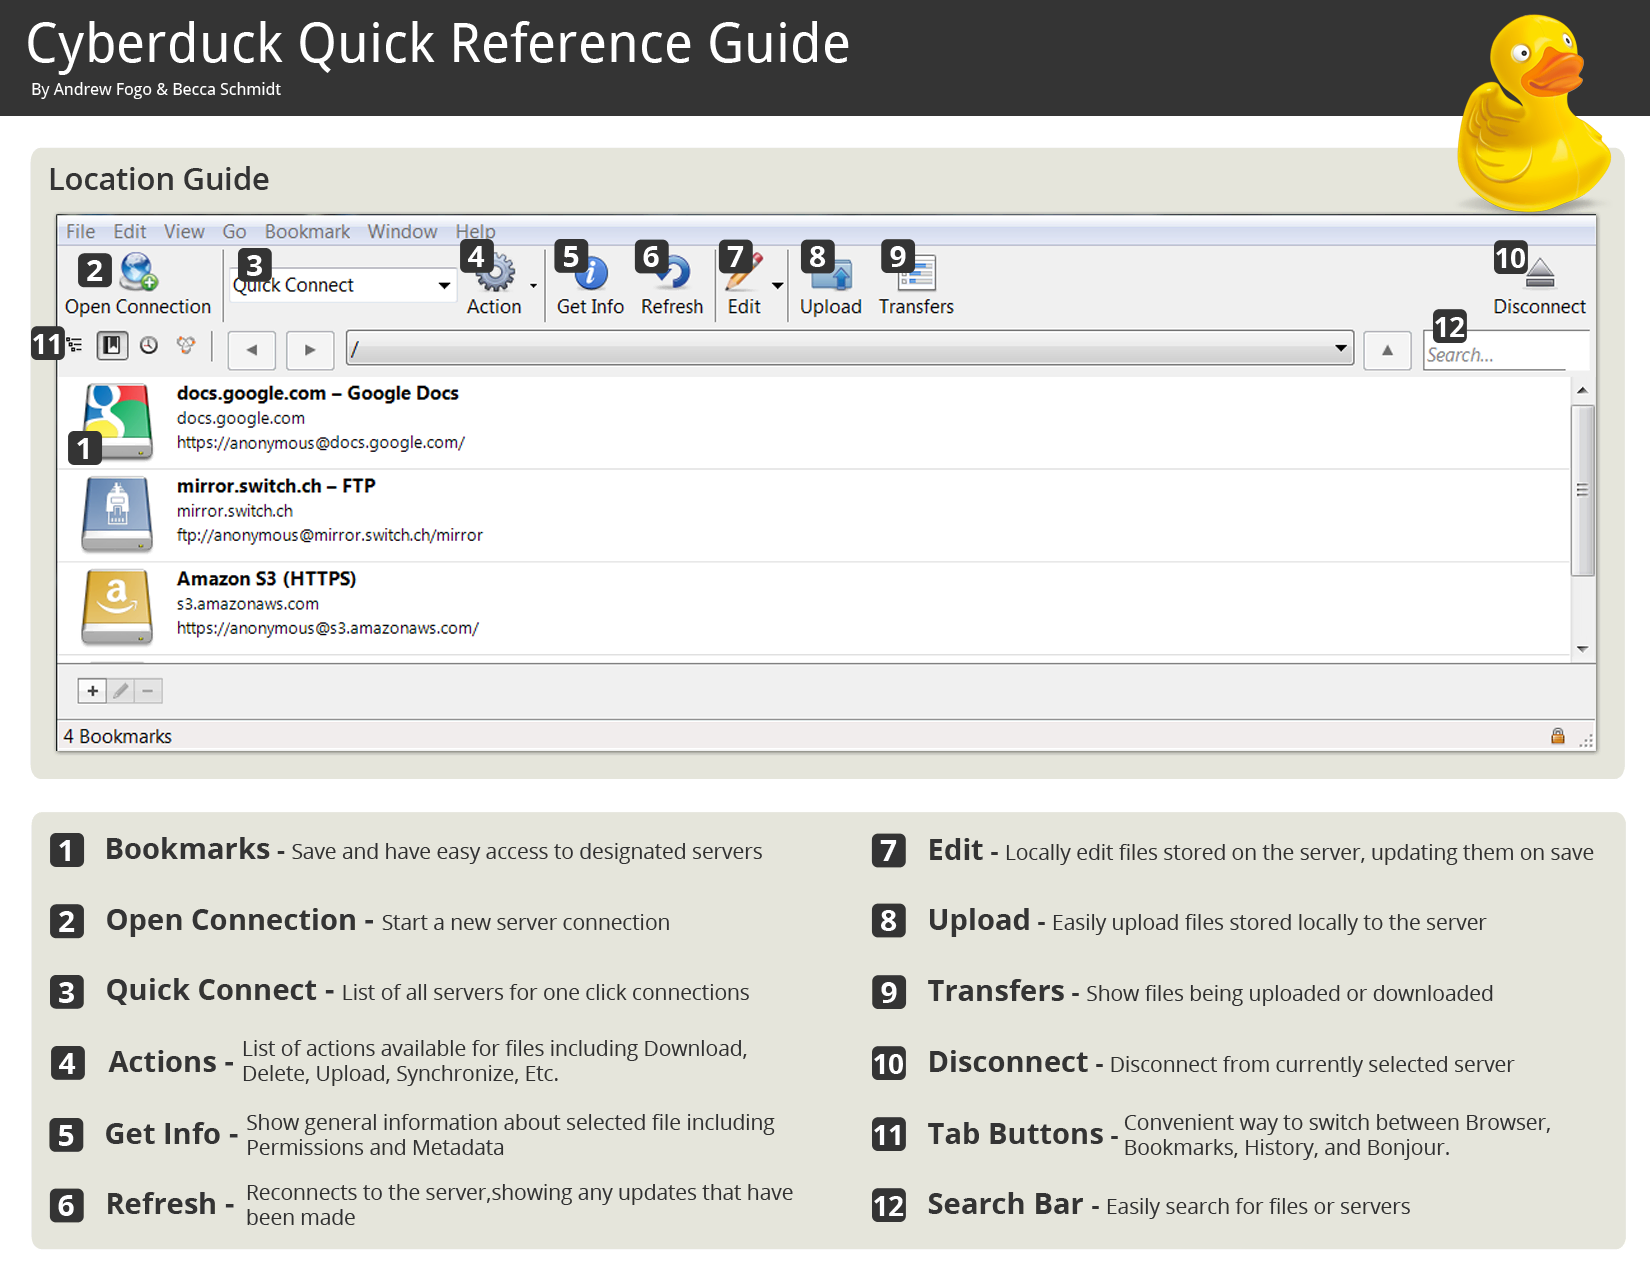 Cyberduck Quick Reference Guide
By Andrew Fogo & Becca Schmidt
Location Guide
File Edit View Go Bookmark Window Help
2 Open Connection
3 Quick Connect
4 Action
5 Get Info
6 Refresh
7 Edit
8 Upload
9 Transfers
10 Disconnect
11
/
12 Search...
docs.google.com – Google Docs
docs.google.com
https://anonymous@docs.google.com/
1
mirror.switch.ch – FTP
mirror.switch.ch
ftp://anonymous@mirror.switch.ch/mirror
a
Amazon S3 (HTTPS)
s3.amazonaws.com
https://anonymous@s3.amazonaws.com/
4 Bookmarks
1 Bookmarks - Save and have easy access to designated servers
2 Open Connection - Start a new server connection
3 Quick Connect - List of all servers for one click connections
4 Actions - List of actions available for files including Download,
Delete, Upload, Synchronize, Etc.
5 Get Info - Show general information about selected file including
Permissions and Metadata
6 Refresh - Reconnects to the server,showing any updates that have
been made
7 Edit - Locally edit files stored on the server, updating them on save
8 Upload - Easily upload files stored locally to the server
9 Transfers - Show files being uploaded or downloaded
10 Disconnect - Disconnect from currently selected server
11 Tab Buttons - Convenient way to switch between Browser,
Bookmarks, History, and Bonjour.
12 Search Bar - Easily search for files or servers